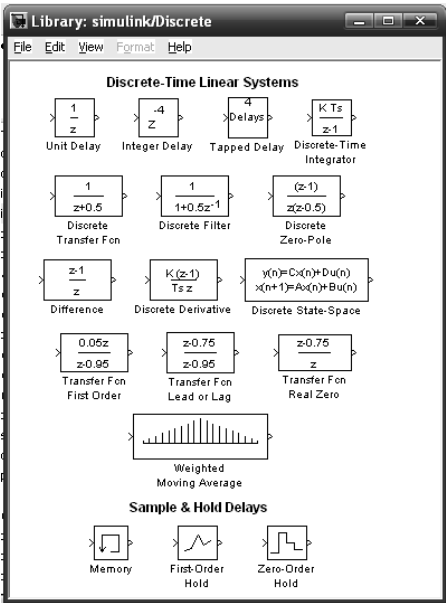 Library: simulink/Discrete
File Edit View Format Help
Discrete-Time Linear Systems
1
z
Unit Delay
-4
Z
Integer Delay
4
Delays
Tapped Delay
K Ts
z-1
Discrete-Time
Integrator
1
z+0.5
Discrete
Transfer Fcn
1
1+0.5z-1
Discrete Filter
(z-1)
z(z-0.5)
Discrete
Zero-Pole
z-1
z
Difference
K (z-1)
Ts z
Discrete Derivative
y(n)=Cx(n)+Du(n)
x(n+1)=Ax(n)+Bu(n)
Discrete State-Space
0.05z
z-0.95
Transfer Fcn
First Order
z-0.75
z-0.95
Transfer Fcn
Lead or Lag
z-0.75
z
Transfer Fcn
Real Zero
Weighted
Moving Average
Sample & Hold Delays
Memory
First-Order
Hold
Zero-Order
Hold